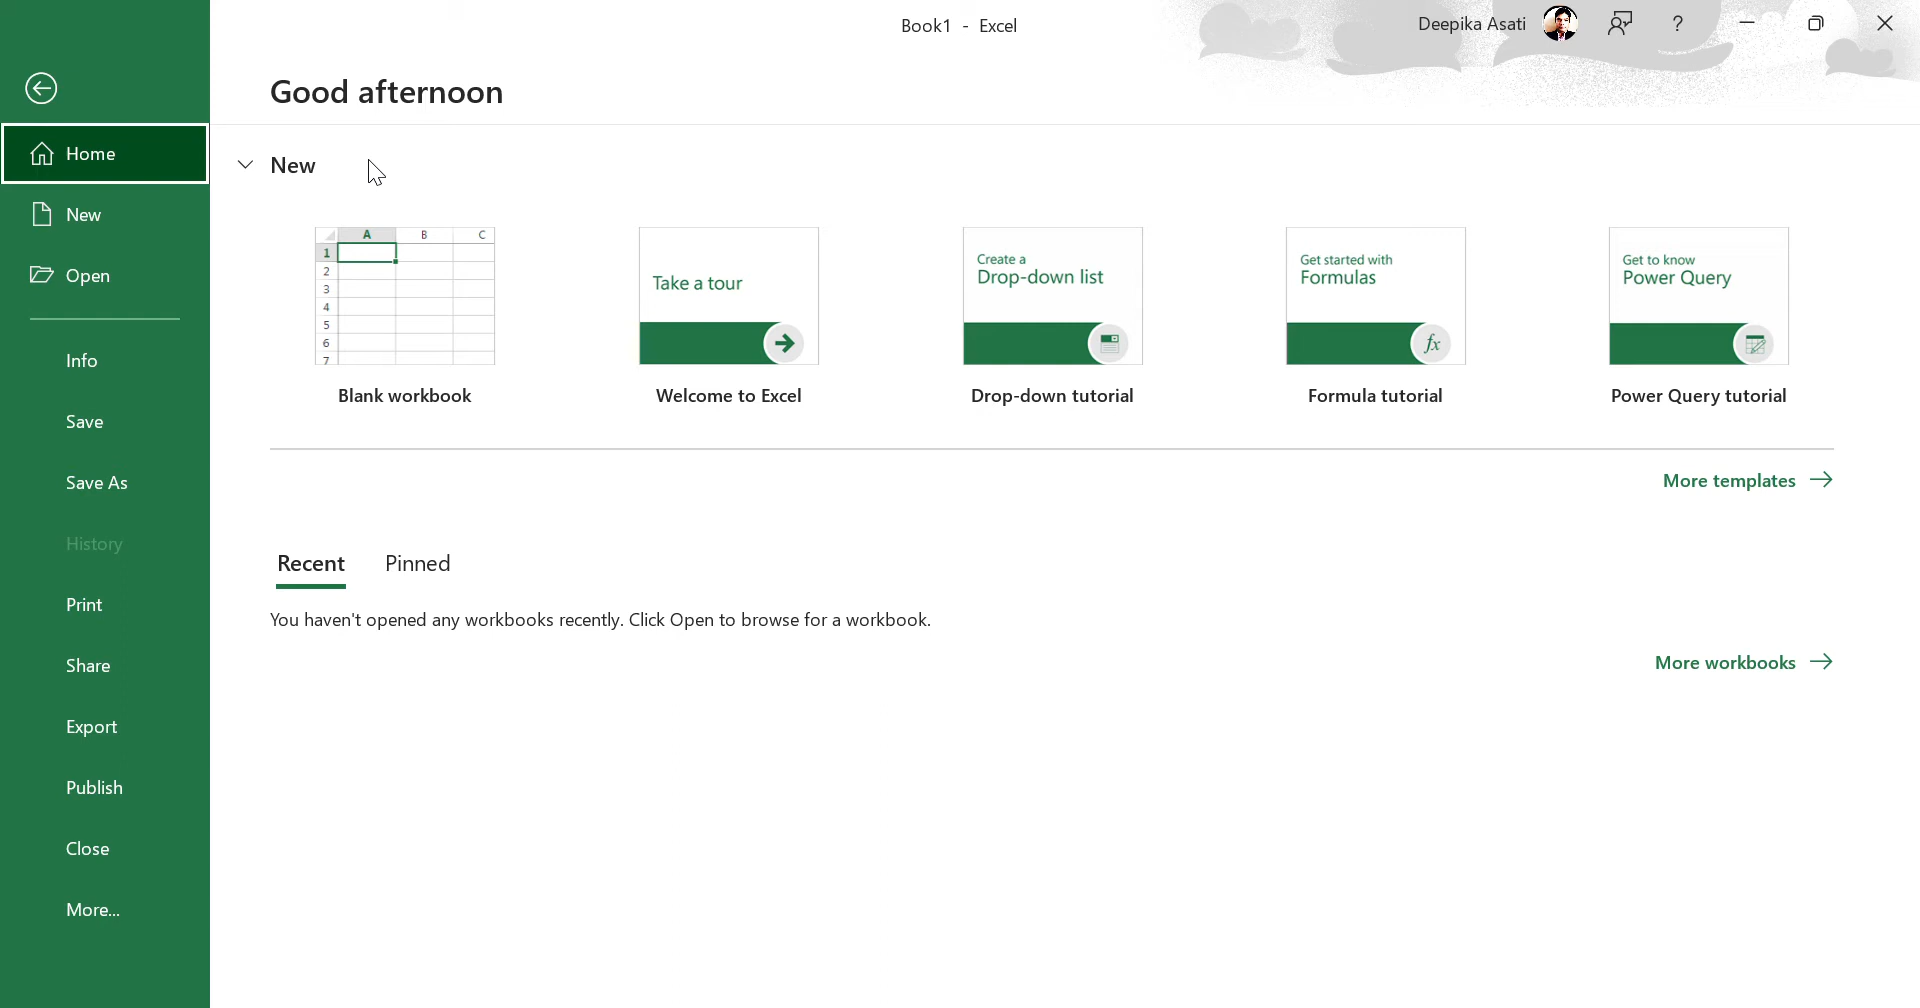 Book1 - Excel
Deepika Asati
?
Good afternoon
Home
New
Open
Info
Save
Save As
History
Print
Share
Export
Publish
Close
More...
New
A B C
1
2
3
4
5
6
7
Blank workbook
Take a tour
Welcome to Excel
Create a
Drop-down list
Drop-down tutorial
Get started with
Formulas
fx
Formula tutorial
Get to know
Power Query
Power Query tutorial
More templates
Recent Pinned
You haven't opened any workbooks recently. Click Open to browse for a workbook.
More workbooks